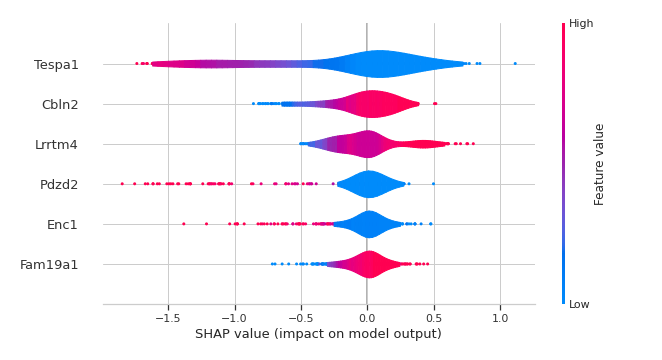 High
Tespa1
Cbln2
Lrrtm4
Pdzd2
Enc1
Fam19a1
Feature value
Low
−1.5 −1.0 −0.5 0.0 0.5 1.0
SHAP value (impact on model output)